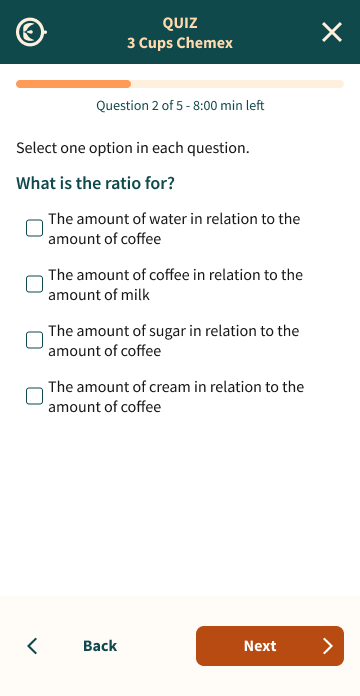 QUIZ
3 Cups Chemex
Question 2 of 5 - 8:00 min left
Select one option in each question.
What is the ratio for?
The amount of water in relation to the
amount of coffee
The amount of coffee in relation to the
amount of milk
The amount of sugar in relation to the
amount of coffee
The amount of cream in relation to the
amount of coffee
Back
Next